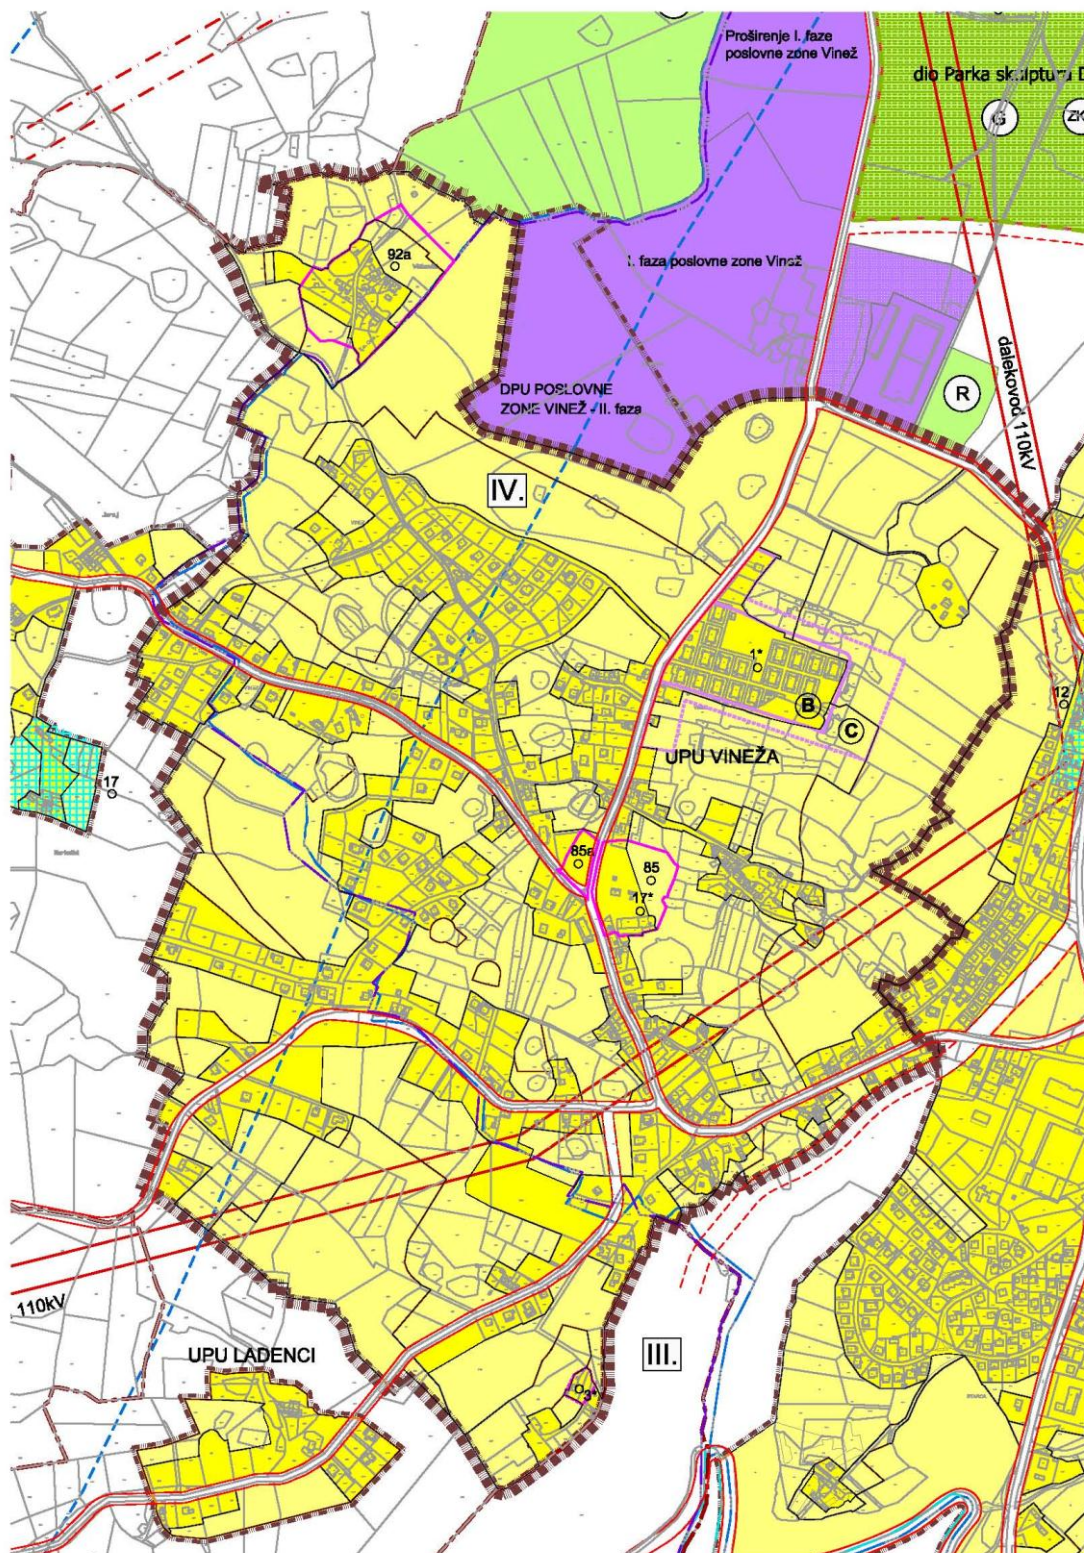 Proširenje I. faze
poslovne zone Vinež
dio Parka skulptura D
G
ZK
92a
I. faza poslovne zone Vinež
R
dalekovod 110kV
DPU POSLOVNE
ZONE VINEŽ - II. faza
IV.
1*
B
C
12
UPU VINEŽA
17
85a
85
17*
110kV
UPU LADENCI
III.
3*